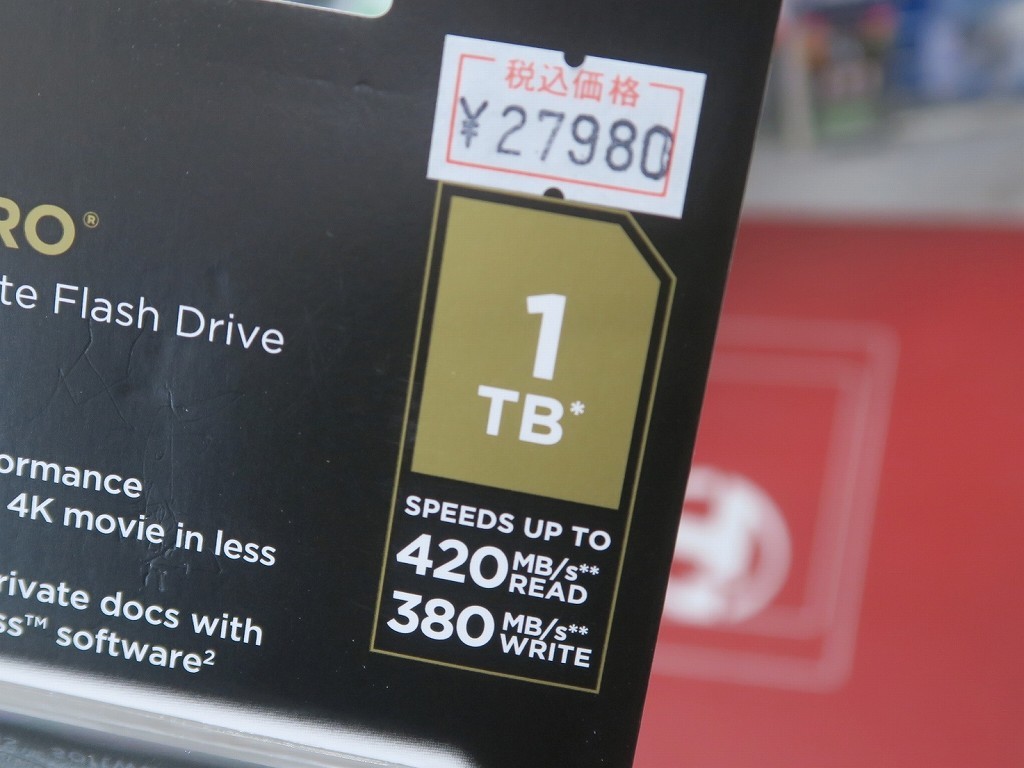 税込価格
¥27980
RO®
te Flash Drive
1
TB*
ormance
4K movie in less
rivate docs with
ss™ software²
SPEEDS UP TO
420 MB/s** READ
380 MB/s** WRITE